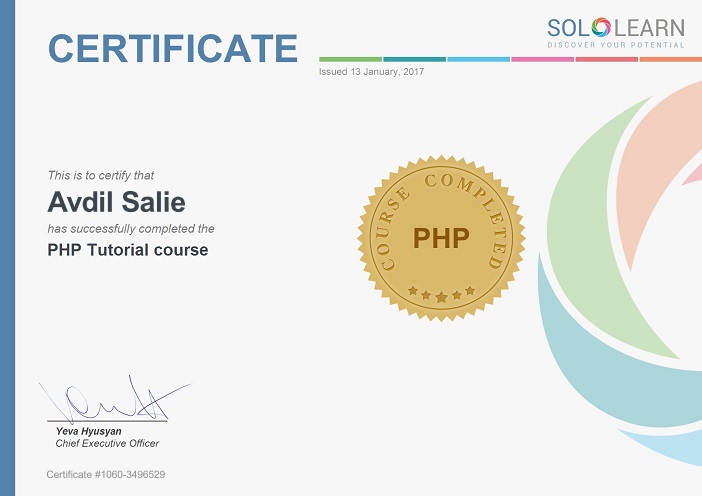 CERTIFICATE
SOLOLEARN
DISCOVER YOUR POTENTIAL
Issued 13 January, 2017
This is to certify that
Avdil Salie
has successfully completed the
PHP Tutorial course
COURSE COMPLETED
PHP
Yeva Hyusyan
Chief Executive Officer
Certificate #1060-3496529